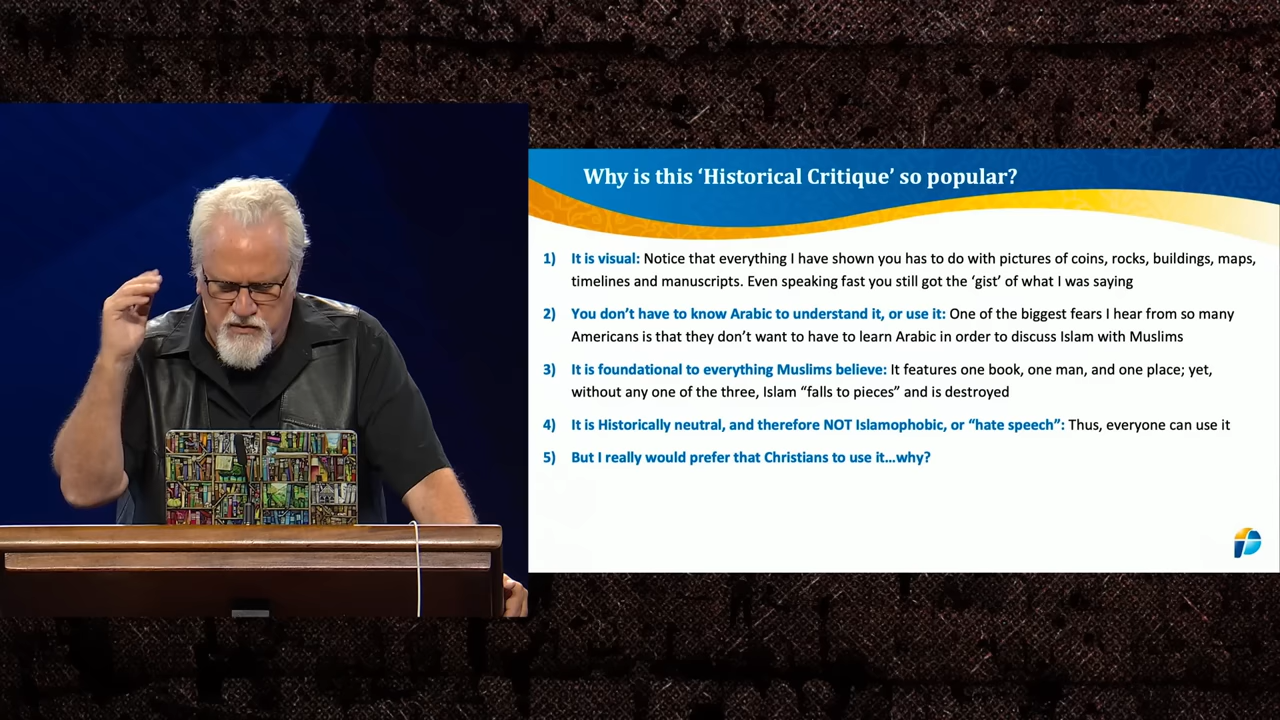 Why is this ‘Historical Critique’ so popular?
1) It is visual: Notice that everything I have shown you has to do with pictures of coins, rocks, buildings, maps,
timelines and manuscripts. Even speaking fast you still got the ‘gist’ of what I was saying
2) You don’t have to know Arabic to understand it, or use it: One of the biggest fears I hear from so many
Americans is that they don’t want to have to learn Arabic in order to discuss Islam with Muslims
3) It is foundational to everything Muslims believe: It features one book, one man, and one place; yet,
without any one of the three, Islam “falls to pieces” and is destroyed
4) It is Historically neutral, and therefore NOT Islamophobic, or “hate speech”: Thus, everyone can use it
5) But I really would prefer that Christians to use it…why?